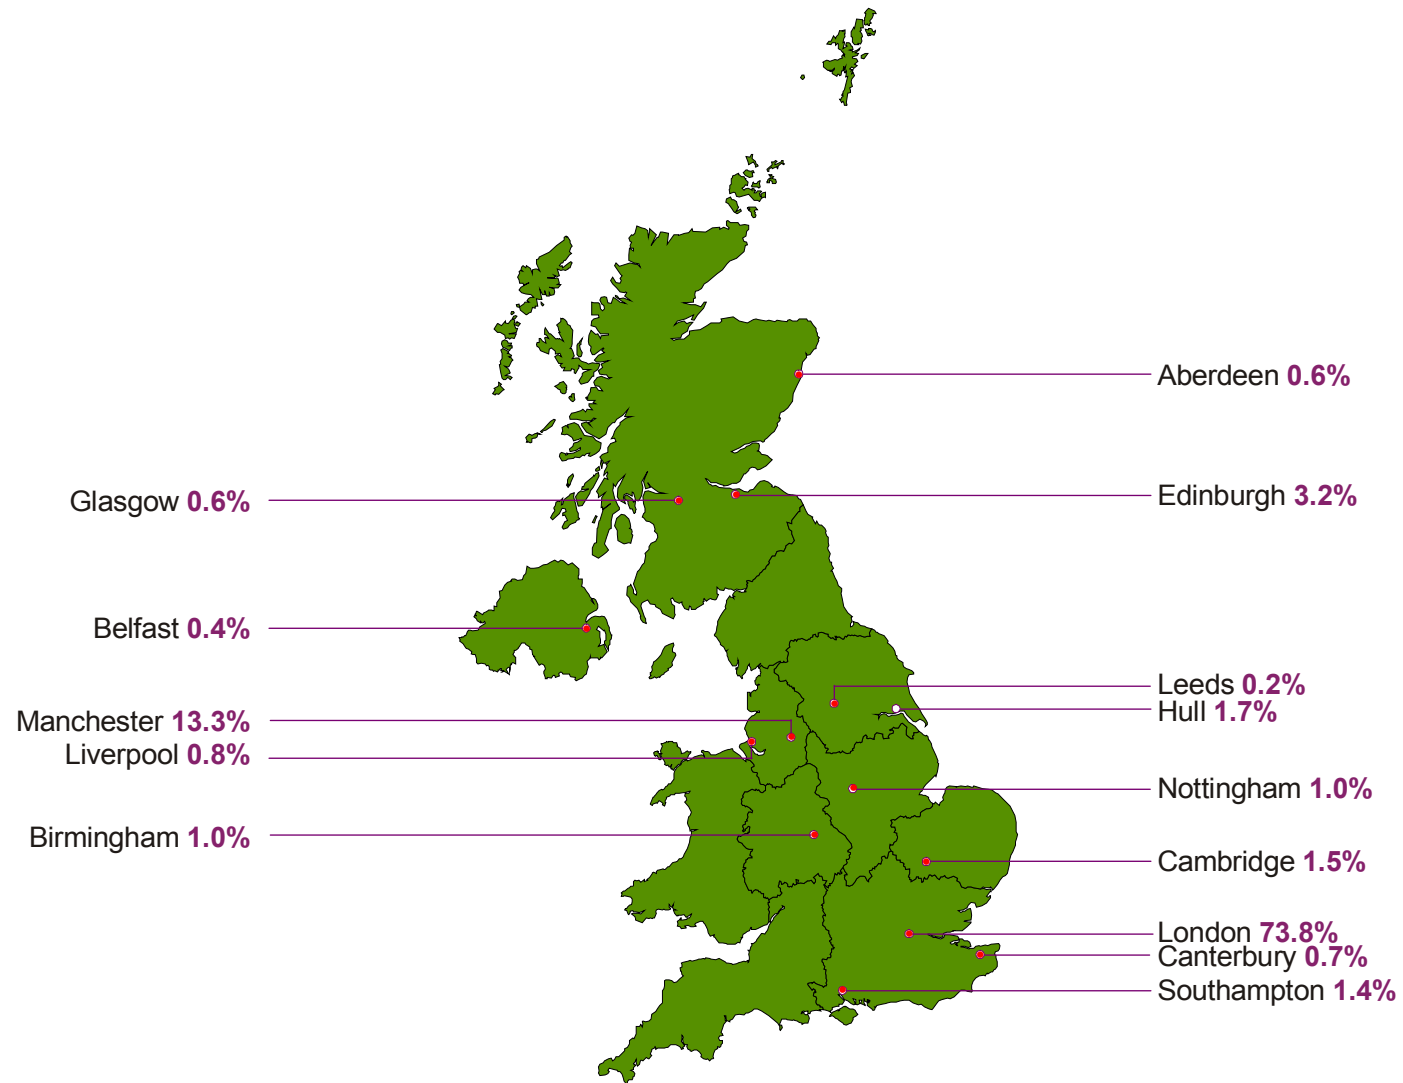 Aberdeen 0.6%
Edinburgh 3.2%
Glasgow 0.6%
Belfast 0.4%
Leeds 0.2%
Hull 1.7%
Manchester 13.3%
Liverpool 0.8%
Nottingham 1.0%
Birmingham 1.0%
Cambridge 1.5%
London 73.8%
Canterbury 0.7%
Southampton 1.4%